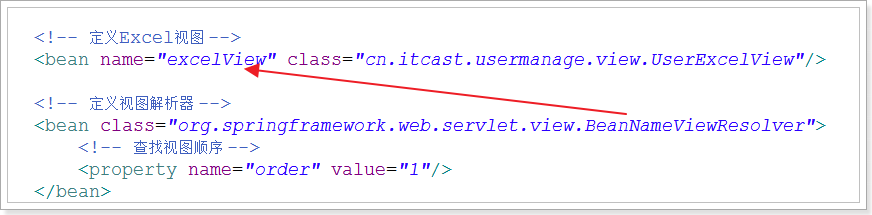 <!-- 定义Excel视图 -->
<bean name="excelView" class="cn.itcast.usermanage.view.UserExcelView"/>
<!-- 定义视图解析器 -->
<bean class="org.springframework.web.servlet.view.BeanNameViewResolver">
<!-- 查找视图顺序 -->
<property name="order" value="1"/>
</bean>